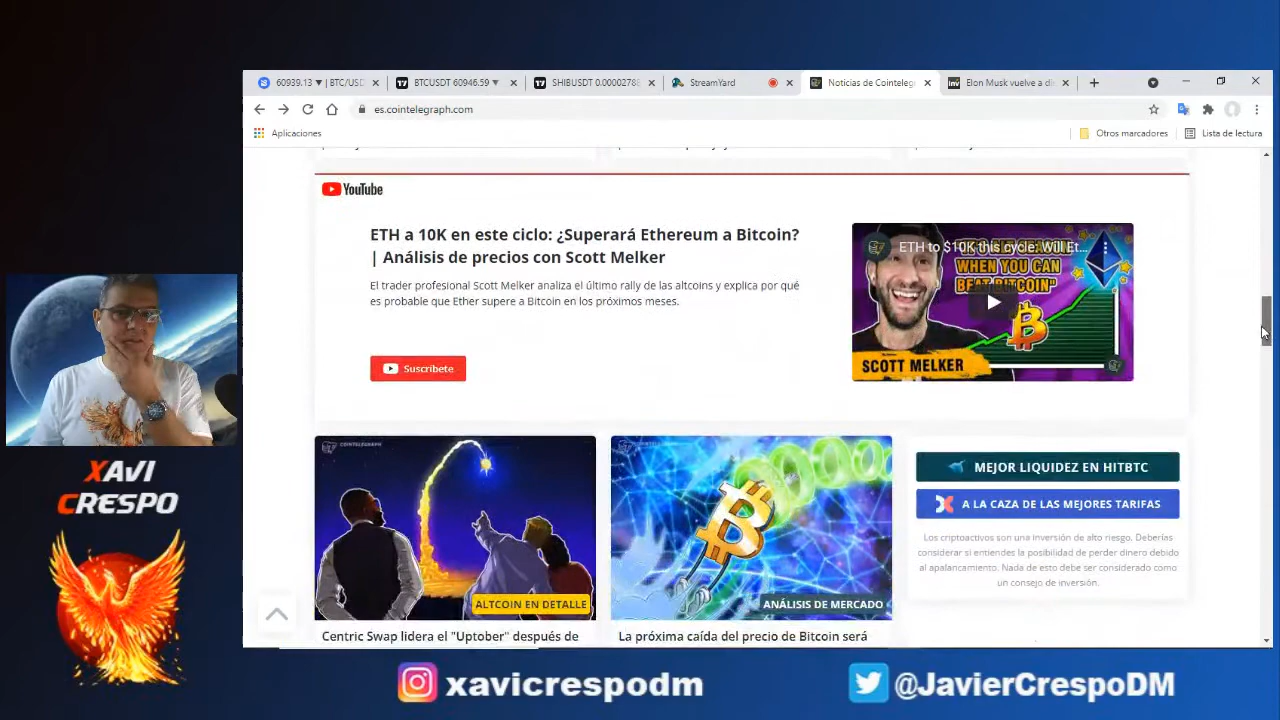 60939.13 ▼ | BTC/USD
BTCUSDT 60946.59 ▼
SHIBUSDT 0.00002788
StreamYard
Noticias de Cointeleg
Elon Musk vuelve a di
es.cointelegraph.com
Aplicaciones
Otros marcadores
Lista de lectura
YouTube
ETH a 10K en este ciclo: ¿Superará Ethereum a Bitcoin?
| Análisis de precios con Scott Melker
El trader profesional Scott Melker analiza el último rally de las altcoins y explica por qué
es probable que Ether supere a Bitcoin en los próximos meses.
Suscríbete
ETH to $10K this cycle: Will Et...
WHEN YOU CAN
BEAT BITCOIN"
SCOTT MELKER
COINTELEGRAPH
ALTCOIN EN DETALLE
Centric Swap lidera el "Uptober" después de
COINTELEGRAPH
ANÁLISIS DE MERCADO
La próxima caída del precio de Bitcoin será
MEJOR LIQUIDEZ EN HITBTC
A LA CAZA DE LAS MEJORES TARIFAS
Los criptoactivos son una inversión de alto riesgo. Deberías
considerar si entiendes la posibilidad de perder dinero debido
al apalancamiento. Nada de esto debe ser considerado como
un consejo de inversión.
XAVI
CRESPO
xavicrespodm
@JavierCrespoDM